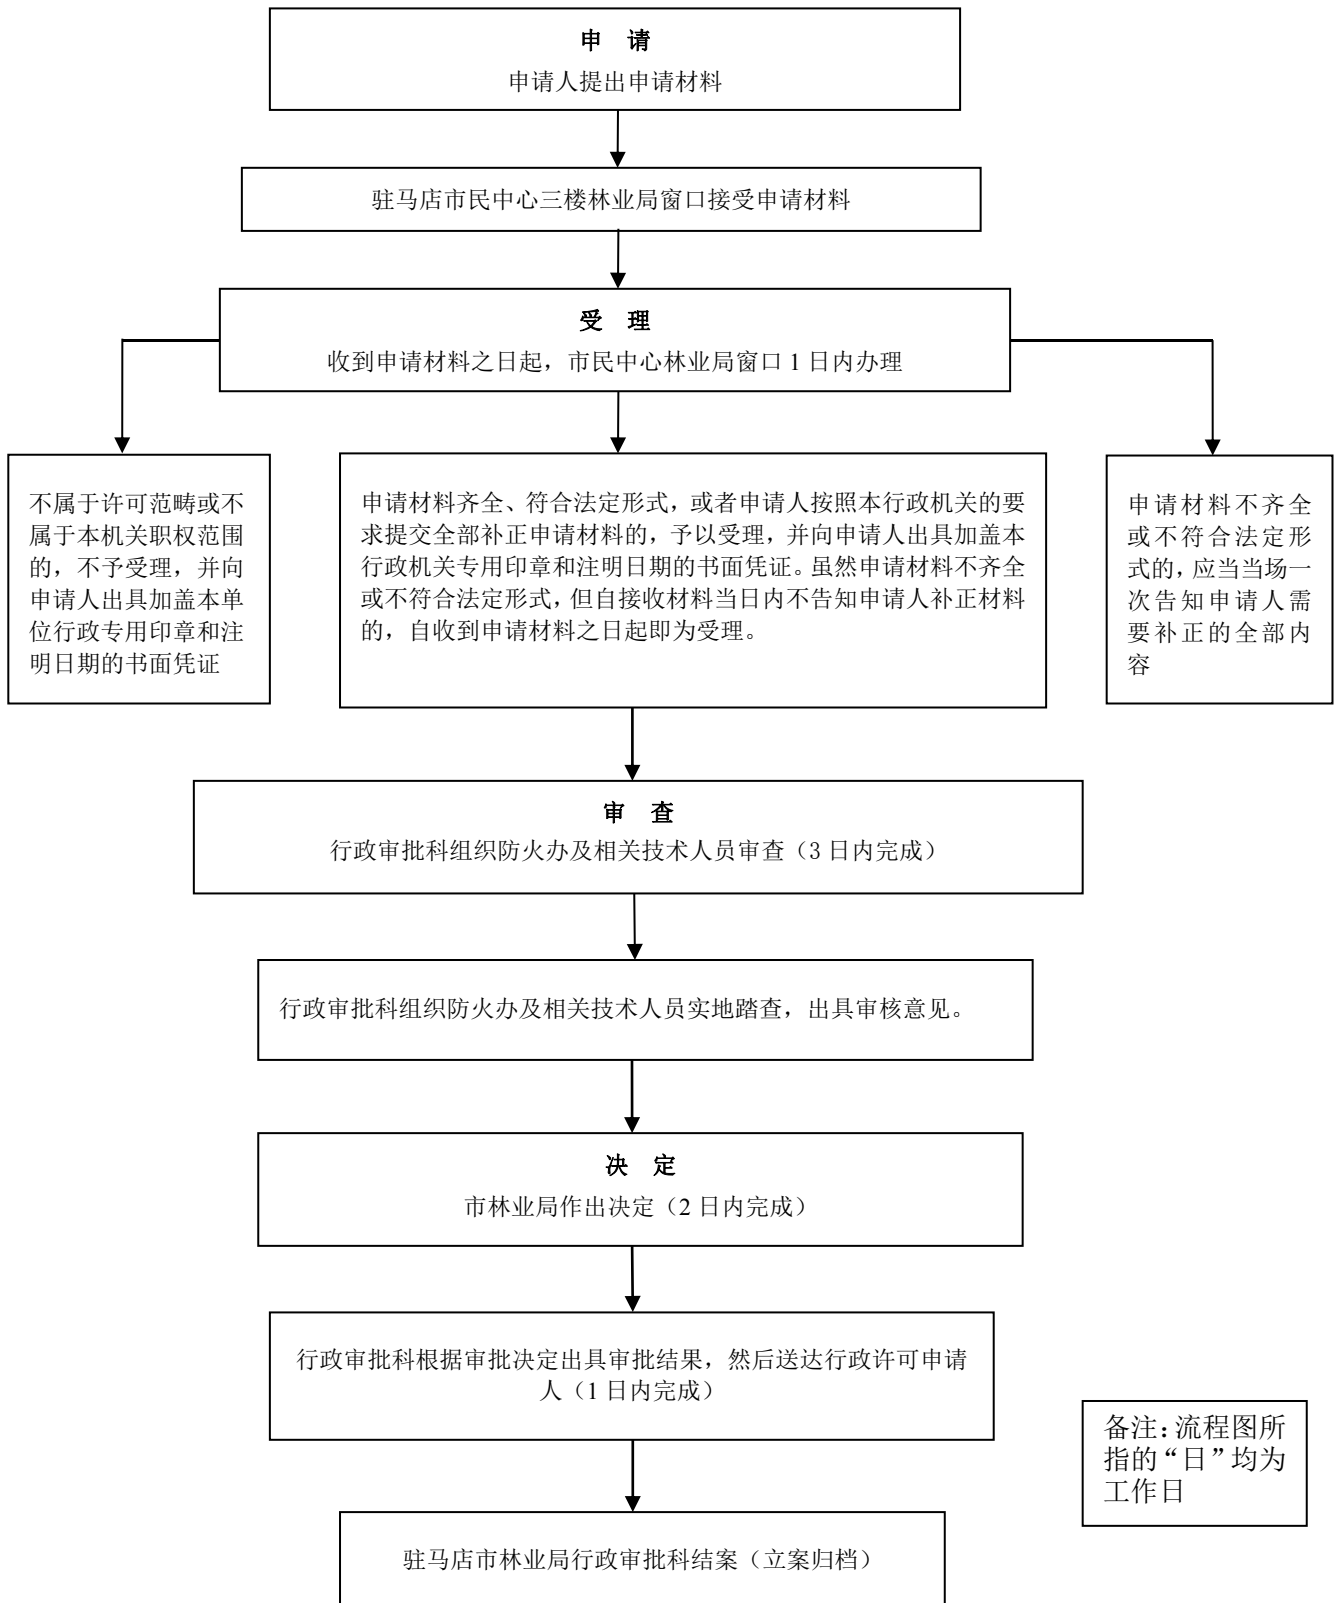 申 请
申请人提出申请材料
驻马店市民中心三楼林业局窗口接受申请材料
受 理
收到申请材料之日起，市民中心林业局窗口 1 日内办理
不属于许可范畴或不
属于本机关职权范围
的，不予受理，并向
申请人出具加盖本单
位行政专用印章和注
明日期的书面凭证
申请材料齐全、符合法定形式，或者申请人按照本行政机关的要
求提交全部补正申请材料的，予以受理，并向申请人出具加盖本
行政机关专用印章和注明日期的书面凭证。虽然申请材料不齐全
或不符合法定形式，但自接收材料当日内不告知申请人补正材料
的，自收到申请材料之日起即为受理。
申请材料不齐全
或不符合法定形
式的，应当当场一
次告知申请人需
要补正的全部内
容
审 查
行政审批科组织防火办及相关技术人员审查（3 日内完成）
行政审批科组织防火办及相关技术人员实地踏查，出具审核意见。
决 定
市林业局作出决定（2 日内完成）
行政审批科根据审批决定出具审批结果，然后送达行政许可申请
人（1 日内完成）
备注：流程图所
指的“日”均为
工作日
驻马店市林业局行政审批科结案（立案归档）